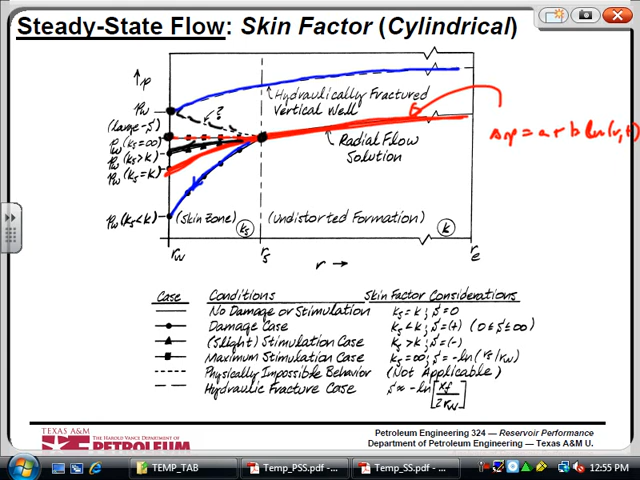 Steady-State Flow: Skin Factor (Cylindrical)
p
pw
(Large -s)
pw (ks=∞)
pw (ks>k)
pw (ks=k)
pw (ks<k)
?
Hydraulically Fractured
Vertical Well
Radial Flow
Solution
Δp = a + b ln(r,t)
(Skin Zone) ks
(Undistorted Formation) k
rw
rs
re
r →
Case Conditions Skin Factor Considerations
No Damage or Stimulation ks = k ; s = 0
Damage Case ks < k ; s = (+) (0 ≤ s ≤ ∞)
(Slight) Stimulation Case ks > k ; s = (-)
Maximum Stimulation Case ks = ∞ ; s = -ln(rs/rw)
Physically Impossible Behavior (Not Applicable)
Hydraulic Fracture Case s ∝ -ln[xf/2rw]
TEXAS A&M
THE HAROLD VANCE DEPARTMENT OF
PETROLEUM ENGINEERING
Petroleum Engineering 324 — Reservoir Performance
Department of Petroleum Engineering — Texas A&M U.
TEMP_TAB
Temp_PSS.pdf - ...
Temp_SS.pdf - A...
12:55 PM